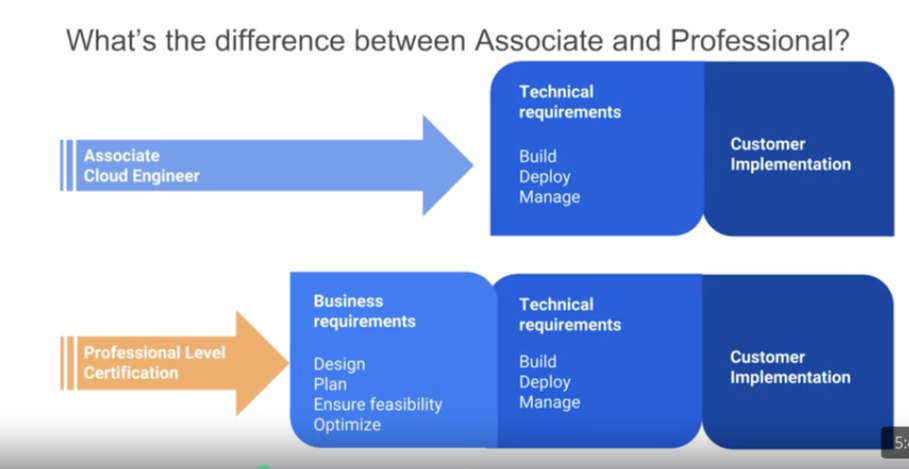 What's the difference between Associate and Professional?
Associate
Cloud Engineer
Technical
requirements
Build
Deploy
Manage
Customer
Implementation
Professional Level
Certification
Business
requirements
Design
Plan
Ensure feasibility
Optimize
Technical
requirements
Build
Deploy
Manage
Customer
Implementation